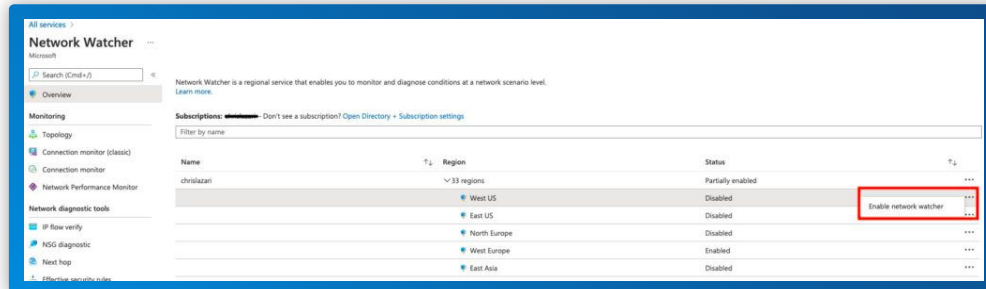 All services >
Network Watcher ...
Microsoft
Search (Cmd+/)
Overview
Monitoring
Topology
Connection monitor (classic)
Connection monitor
Network Performance Monitor
Network diagnostic tools
IP flow verify
NSG diagnostic
Next hop
Effective security rules
Network Watcher is a regional service that enables you to monitor and diagnose conditions at a network scenario level.
Learn more.
Subscriptions: – Don't see a subscription? Open Directory + Subscription settings
Filter by name
Name Region Status
chrislazari 33 regions Partially enabled ...
West US Disabled ...
Enable network watcher
East US Disabled ...
North Europe Disabled ...
West Europe Enabled ...
East Asia Disabled ...